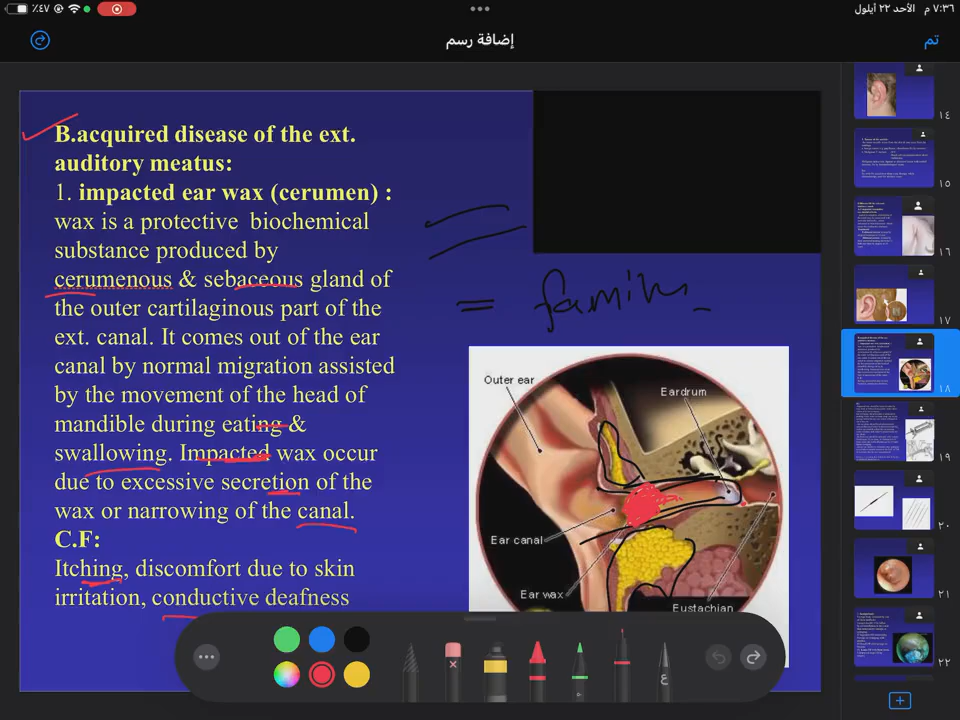 ٪٤٧
٧:٣٦ م الأحد ٢٢ أيلول
إضافة رسم
تم
B.acquired disease of the ext.
auditory meatus:
1. impacted ear wax (cerumen) :
wax is a protective biochemical
substance produced by
cerumenous & sebaceous gland of
the outer cartilaginous part of the
ext. canal. It comes out of the ear
canal by normal migration assisted
by the movement of the head of
mandible during eating &
swallowing. Impacted wax occur
due to excessive secretion of the
wax or narrowing of the canal.
C.F:
Itching, discomfort due to skin
irritation, conductive deafness
=
Outer ear
Eardrum
Ear canal
Ear wax
Eustachian
ع
١٤
١٥
١٦
١٧
١٨
١٩
٢٠
٢١
٢٢